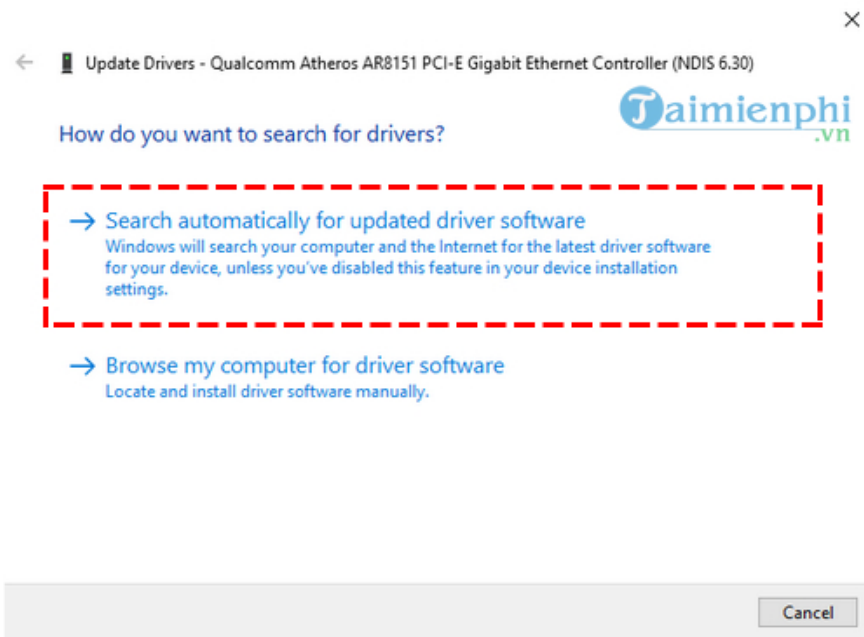 Update Drivers - Qualcomm Atheros AR8151 PCI-E Gigabit Ethernet Controller (NDIS 6.30)
Taimienphi
.vn
How do you want to search for drivers?
Search automatically for updated driver software
Windows will search your computer and the Internet for the latest driver software
for your device, unless you've disabled this feature in your device installation
settings.
Browse my computer for driver software
Locate and install driver software manually.
Cancel